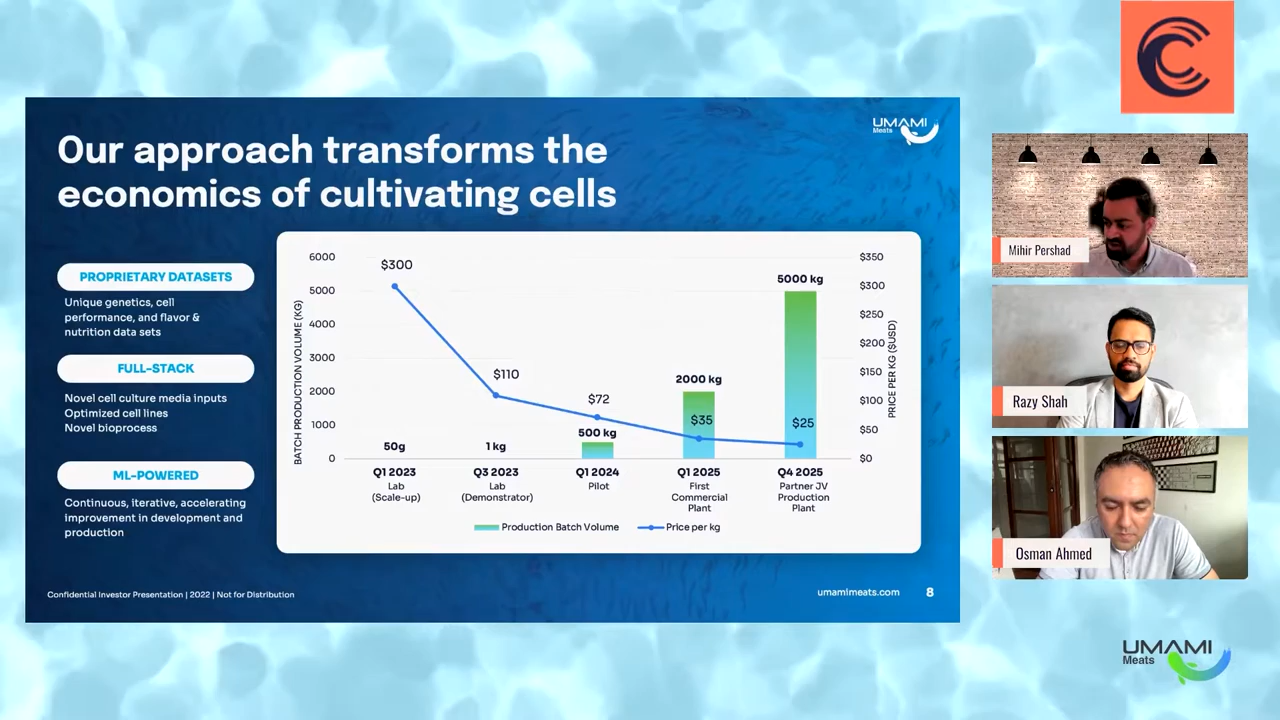 UMAMI
Meats
Our approach transforms the
economics of cultivating cells
PROPRIETARY DATASETS
Unique genetics, cell
performance, and flavor &
nutrition data sets
FULL-STACK
Novel cell culture media inputs
Optimized cell lines
Novel bioprocess
ML-POWERED
Continuous, iterative, accelerating
improvement in development and
production
BATCH PRODUCTION VOLUME (KG)
6000
5000
4000
3000
2000
1000
0
$300
$110
$72
$35
$25
50g
1 kg
500 kg
2000 kg
5000 kg
$350
$300
$250
$200
$150
$100
$50
$0
PRICE PER KG ($USD)
Q1 2023
Lab
(Scale-up)
Q3 2023
Lab
(Demonstrator)
Q1 2024
Pilot
Q1 2025
First
Commercial
Plant
Q4 2025
Partner JV
Production
Plant
Production Batch Volume
Price per kg
Confidential Investor Presentation | 2022 | Not for Distribution
umamimeats.com
8
Mihir Pershad
Razy Shah
Osman Ahmed
UMAMI
Meats